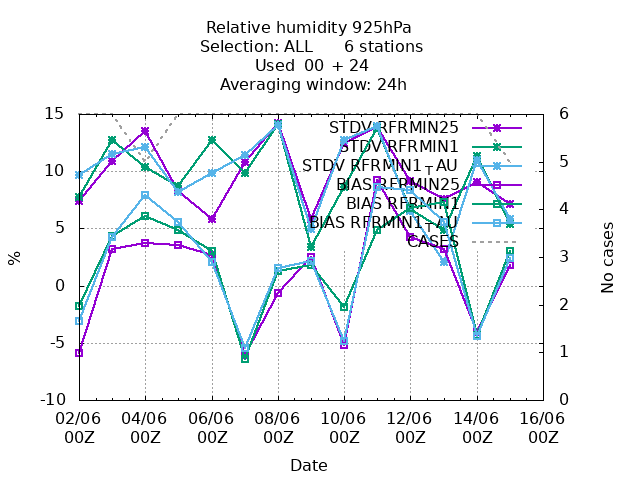 Relative humidity 925hPa
Selection: ALL      6 stations
Used  00 + 24
Averaging window: 24h
STDV RFRMIN25
STDV RFRMIN1
STDV RFRMIN1_AU
BIAS RFRMIN25
BIAS RFRMIN1
BIAS RFRMIN1_AU
CASES
15
10
5
0
-5
-10
%
6
5
4
3
2
1
0
No cases
02/06 04/06 06/06 08/06 10/06 12/06 14/06 16/06
00Z 00Z 00Z 00Z 00Z 00Z 00Z 00Z
Date